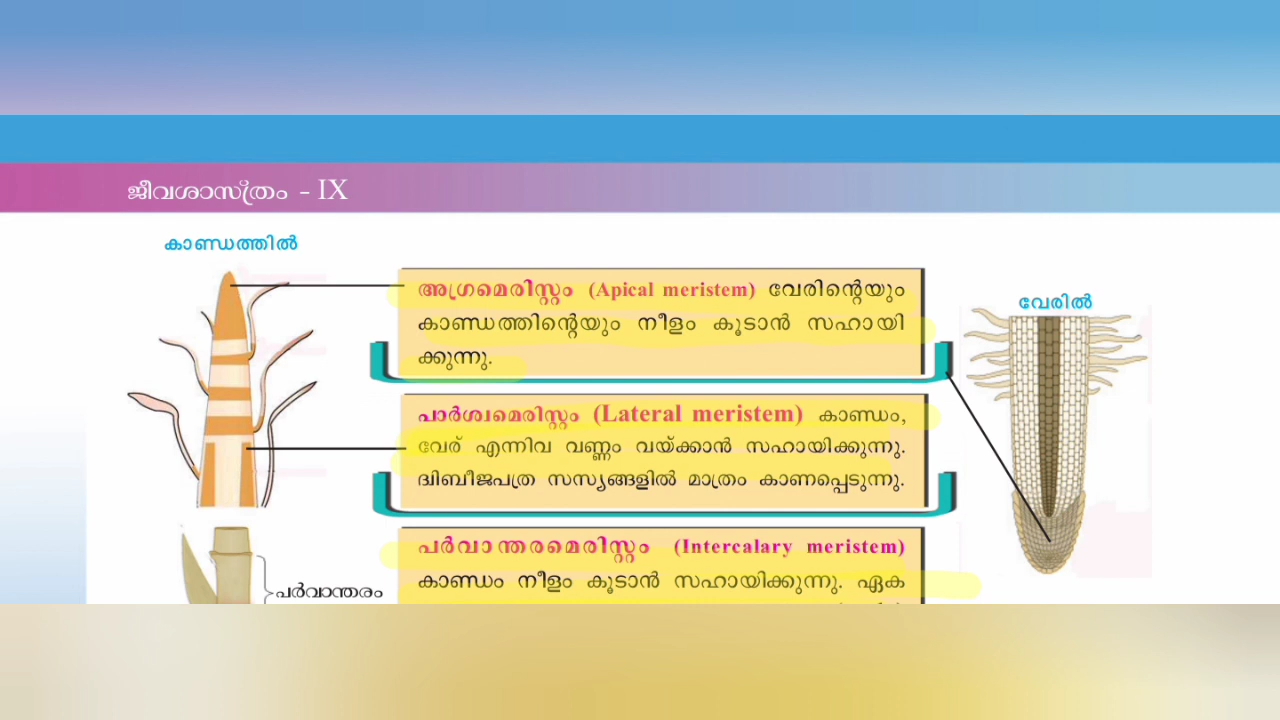 ജീവശാസ്ത്രം - IX
കാണ്ഡത്തിൽ
അഗ്രമെരിസ്റ്റം (Apical meristem) വേരിന്റെയും
കാണ്ഡത്തിന്റെയും നീളം കൂടാൻ സഹായി
ക്കുന്നു.
വേരിൽ
പാർശ്വമെരിസ്റ്റം (Lateral meristem) കാണ്ഡം,
വേര് എന്നിവ വണ്ണം വയ്ക്കാൻ സഹായിക്കുന്നു.
ദ്വിബീജപത്ര സസ്യങ്ങളിൽ മാത്രം കാണപ്പെടുന്നു.
പർവാന്തരമെരിസ്റ്റം (Intercalary meristem)
കാണ്ഡം നീളം കൂടാൻ സഹായിക്കുന്നു. ഏക
പർവാന്തരം